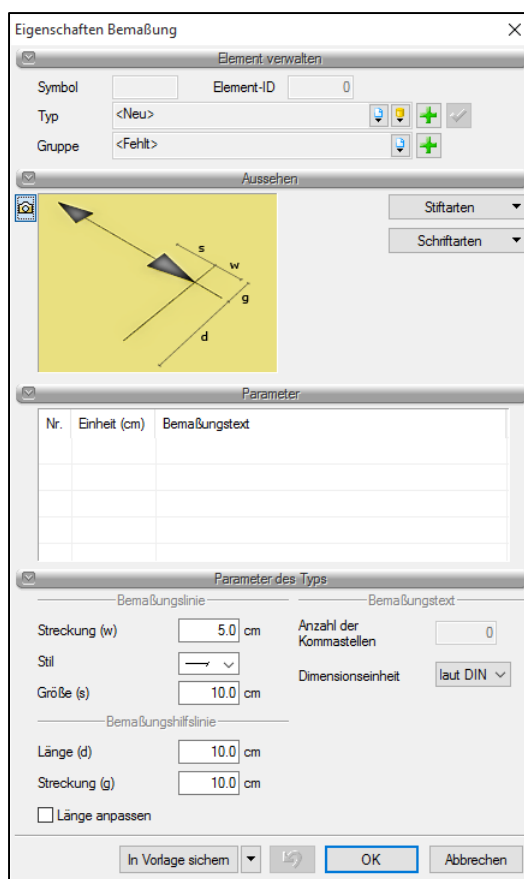 Eigenschaften Bemaßung
Element verwalten
Symbol Element-ID 0
Typ <Neu>
Gruppe <Fehlt>
Aussehen
Stiftarten
Schriftarten
s
w
g
d
Parameter
Nr. Einheit (cm) Bemaßungstext
Parameter des Typs
Bemaßungslinie Bemaßungstext
Streckung (w) 5.0 cm Anzahl der Kommastellen 0
Stil Dimensionseinheit laut DIN
Größe (s) 10.0 cm
Bemaßungshilfslinie
Länge (d) 10.0 cm
Streckung (g) 10.0 cm
Länge anpassen
In Vorlage sichern OK Abbrechen